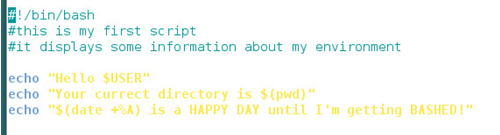 #!/bin/bash
#this is my first script
#it displays some information about my environment
echo "Hello $USER"
echo "Your currect directory is $(pwd)"
echo "$(date +%A) is a HAPPY DAY until I'm getting BASHED!"